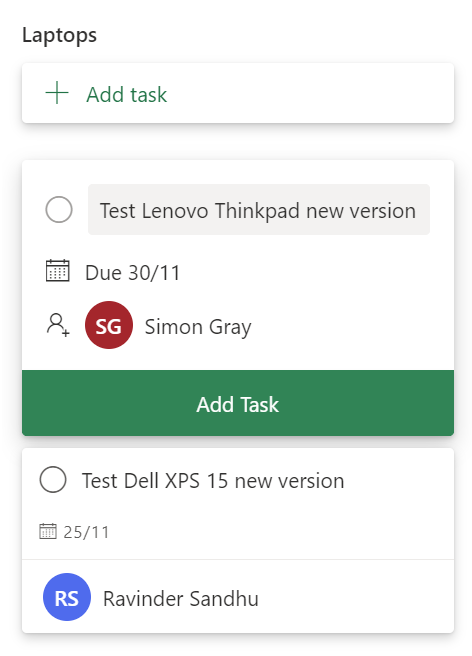 Laptops
Add task
Test Lenovo Thinkpad new version
Due 30/11
SG Simon Gray
Add Task
Test Dell XPS 15 new version
25/11
RS Ravinder Sandhu